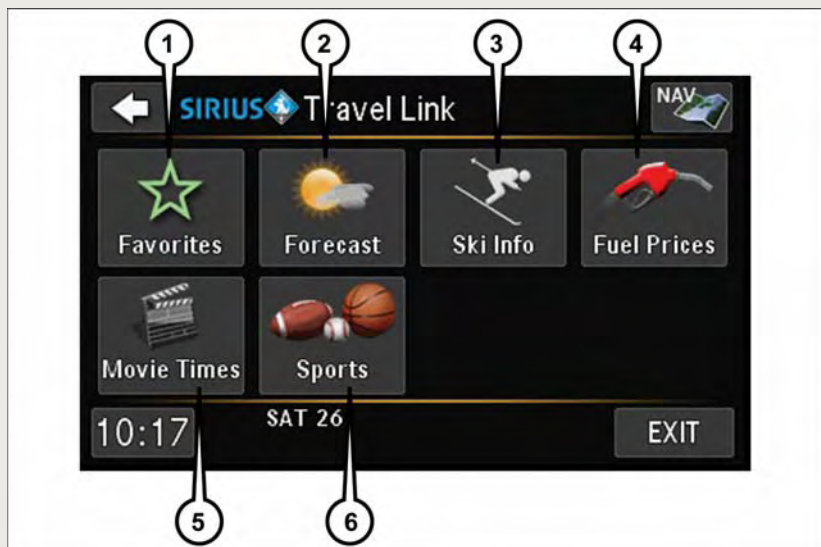 1 2 3 4
SIRIUS Travel Link NAV
Favorites Forecast Ski Info Fuel Prices
Movie Times Sports
10:17 SAT 26 EXIT
5 6